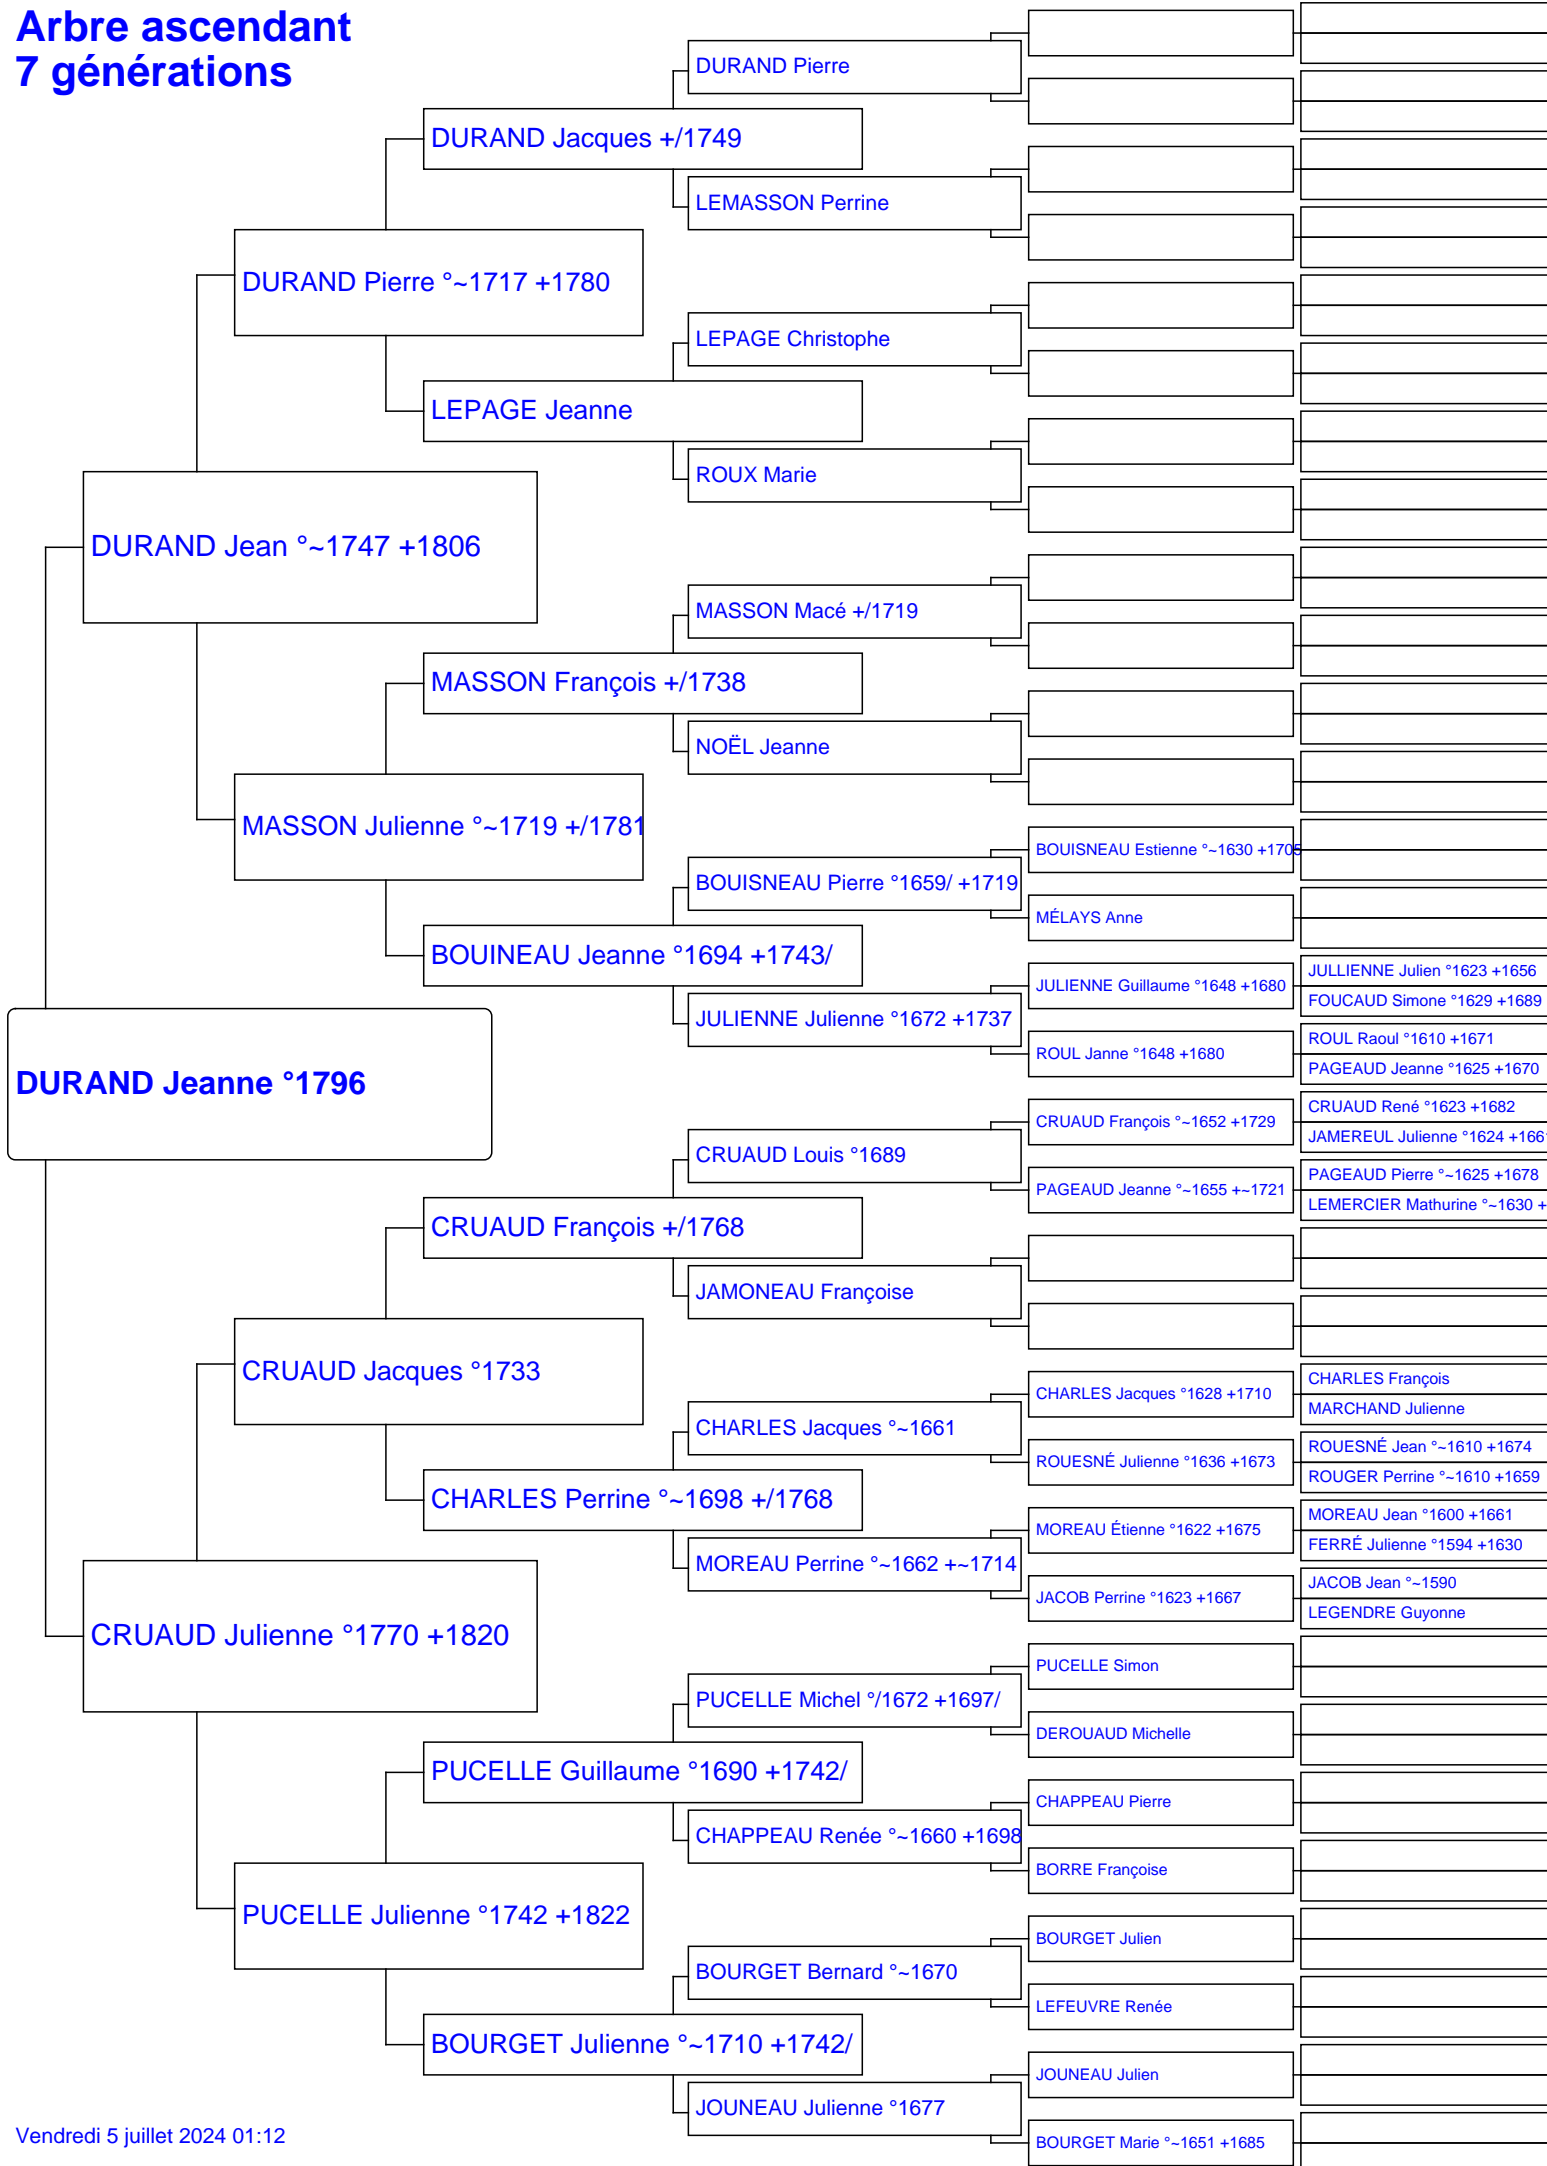 Arbre ascendant
7 générations
DURAND Pierre
DURAND Jacques +/1749
LEMASSON Perrine
DURAND Pierre °~1717 +1780
LEPAGE Christophe
LEPAGE Jeanne
ROUX Marie
DURAND Jean °~1747 +1806
MASSON Macé +/1719
MASSON François +/1738
NOËL Jeanne
MASSON Julienne °~1719 +/1781
BOUISNEAU Estienne °~1630 +1705
BOUISNEAU Pierre °1659/ +1719
MÉLAYS Anne
BOUINEAU Jeanne °1694 +1743/
JULLIENNE Julien °1623 +1656
JULIENNE Guillaume °1648 +1680
FOUCAUD Simone °1629 +1689
JULIENNE Julienne °1672 +1737
ROUL Raoul °1610 +1671
ROUL Janne °1648 +1680
PAGEAUD Jeanne °1625 +1670
DURAND Jeanne °1796
CRUAUD René °1623 +1682
CRUAUD François °~1652 +1729
JAMEREUL Julienne °1624 +166
CRUAUD Louis °1689
PAGEAUD Pierre °~1625 +1678
PAGEAUD Jeanne °~1655 +~1721
LEMERCIER Mathurine °~1630 +
CRUAUD François +/1768
JAMONEAU Françoise
CRUAUD Jacques °1733
CHARLES François
CHARLES Jacques °1628 +1710
MARCHAND Julienne
CHARLES Jacques °~1661
ROUESNÉ Jean °~1610 +1674
ROUESNÉ Julienne °1636 +1673
ROUGER Perrine °~1610 +1659
CHARLES Perrine °~1698 +/1768
MOREAU Jean °1600 +1661
MOREAU Étienne °1622 +1675
FERRÉ Julienne °1594 +1630
MOREAU Perrine °~1662 +~1714
JACOB Jean °~1590
JACOB Perrine °1623 +1667
LEGENDRE Guyonne
CRUAUD Julienne °1770 +1820
PUCELLE Simon
PUCELLE Michel °/1672 +1697/
DEROUAUD Michelle
PUCELLE Guillaume °1690 +1742/
CHAPPEAU Pierre
CHAPPEAU Renée °~1660 +1698
BORRE Françoise
PUCELLE Julienne °1742 +1822
BOURGET Julien
BOURGET Bernard °~1670
LEFEUVRE Renée
BOURGET Julienne °~1710 +1742/
JOUNEAU Julien
JOUNEAU Julienne °1677
BOURGET Marie °~1651 +1685
Vendredi 5 juillet 2024 01:12